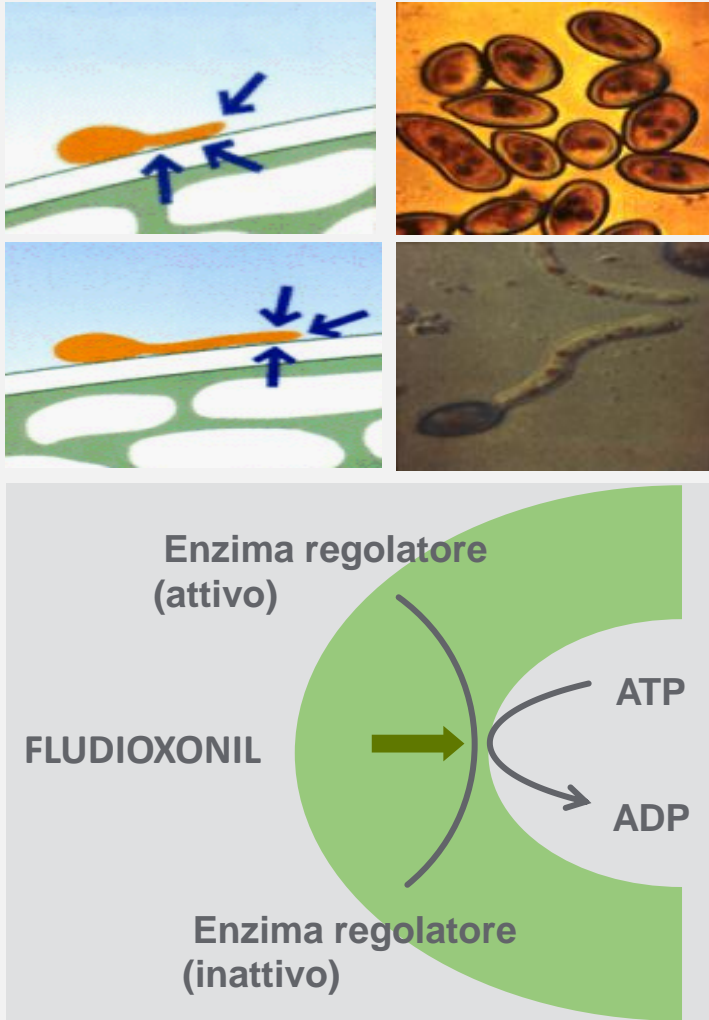 Enzima regolatore
(attivo)
ATP
FLUDIOXONIL
ADP
Enzima regolatore
(inattivo)